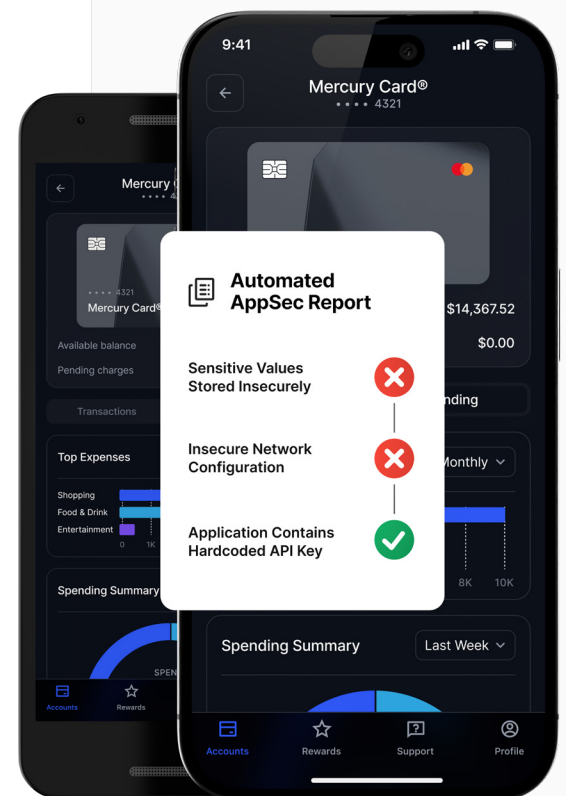 9:41
Mercury Card®
•••• 4321
$14,367.52
$0.00
Monthly
8K 10K
Spending Summary
Last Week
Accounts
Rewards
Support
Profile
Mercury
•••• 4321
Mercury Card®
Available balance
Pending charges
Transactions
Top Expenses
Shopping
Food & Drink
Entertainment
0 1K
Spending Summary
Accounts
Rewards
Automated
AppSec Report
Sensitive Values
Stored Insecurely
Insecure Network
Configuration
Application Contains
Hardcoded API Key